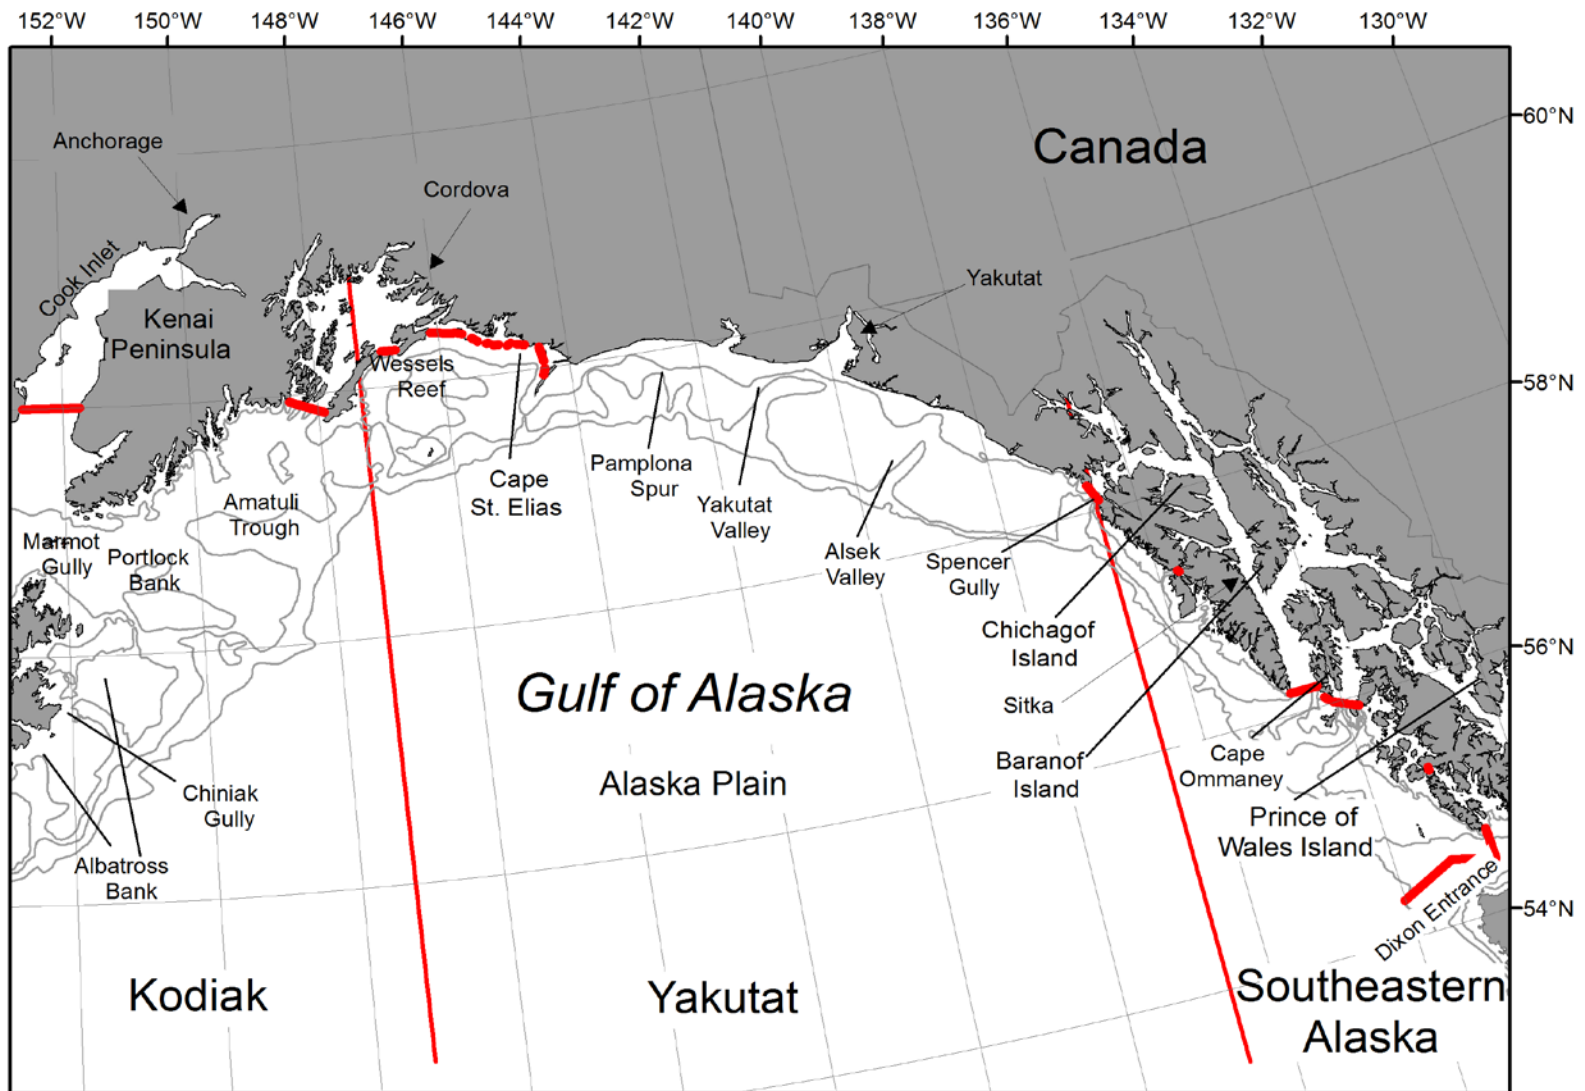 152°W 150°W 148°W 146°W 144°W 142°W 140°W 138°W 136°W 134°W 132°W 130°W
60°N
58°N
56°N
54°N
Canada
Anchorage
Cordova
Cook Inlet
Yakutat
Kenai
Peninsula
Wessels
Reef
Cape
St. Elias
Pamplona
Spur
Yakutat
Valley
Alsek
Valley
Spencer
Gully
Amatuli
Trough
Marmot
Gully
Portlock
Bank
Chichagof
Island
Sitka
Baranof
Island
Cape
Ommaney
Prince of
Wales Island
Gulf of Alaska
Alaska Plain
Chiniak
Gully
Albatross
Bank
Dixon Entrance
Kodiak
Yakutat
Southeastern
Alaska